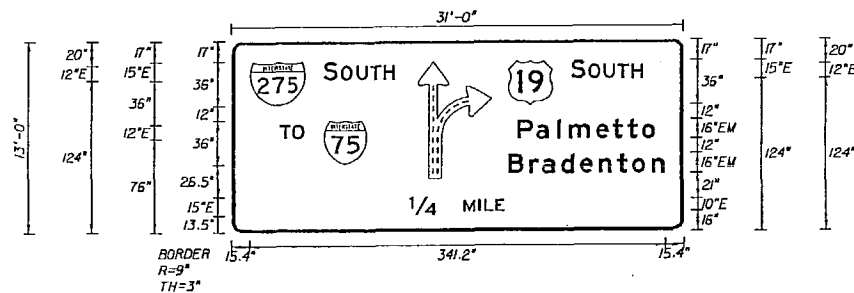 31'-0"
20" 17" 17" 17" 17" 20"
12"E 15"E 15"E 12"E
INTERSTATE 275 SOUTH 19 SOUTH
36" 36" 36"
12" 12"
12"E 36" TO INTERSTATE 75 Palmetto 16"EM
12"
Bradenton 16"EM
13'-0" 124" 124" 124"
76" 26.5" 21"
15"E 1/4 MILE 10"E
13.5" 16"
BORDER 15.4" 341.2" 15.4"
R=9"
TH=3"